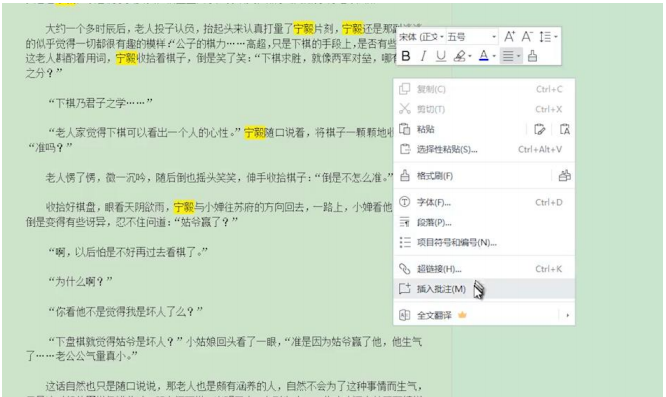 大约一个多时辰后，老人投子认负，抬起头来认真打量了宁毅片刻，宁毅还是那
的似乎觉得一切都很有趣的模样：“公子的棋力……高超，只是下棋的手段上，是否有些
这老人斟酌着用词，宁毅收拾着棋子，倒是笑了笑：“下棋求胜，就像两军对垒，哪
之分？”
“下棋乃君子之学……”
“老人家觉得下棋可以看出一个人的心性。”宁毅随口说着，将棋子一颗颗地
“准吗？”
老人愣了愣，微一沉吟，随后倒也摇头笑笑，伸手收拾棋子：“倒是不怎么准。”
收拾好棋盘，眼看天阴欲雨，宁毅与小婵往苏府的方向回去，一路上，小婵看他
倒是变得有些讶异，忍不住问道：“姑爷赢了？”
“啊，以后怕是不好再过去看棋了。”
“为什么啊？”
“你看他不是觉得我是坏人了么？”
“下盘棋就觉得姑爷是坏人？”小姑娘回头看了一眼，“准是因为姑爷赢了他，他生气
了……老公公气量真小。”
这话自然也只是随口说说，那老人也是颇有涵养的人，自然不会为了这种事情而生气，
宋体 (正文 五号 A⁺ A⁻
B I U A
复制(C) Ctrl+C
剪切(T) Ctrl+X
粘贴
选择性粘贴(S)... Ctrl+Alt+V
格式刷(F)
字体(F)... Ctrl+D
段落(P)...
项目符号和编号(N)...
超链接(H)... Ctrl+K
插入批注(M)
全文翻译